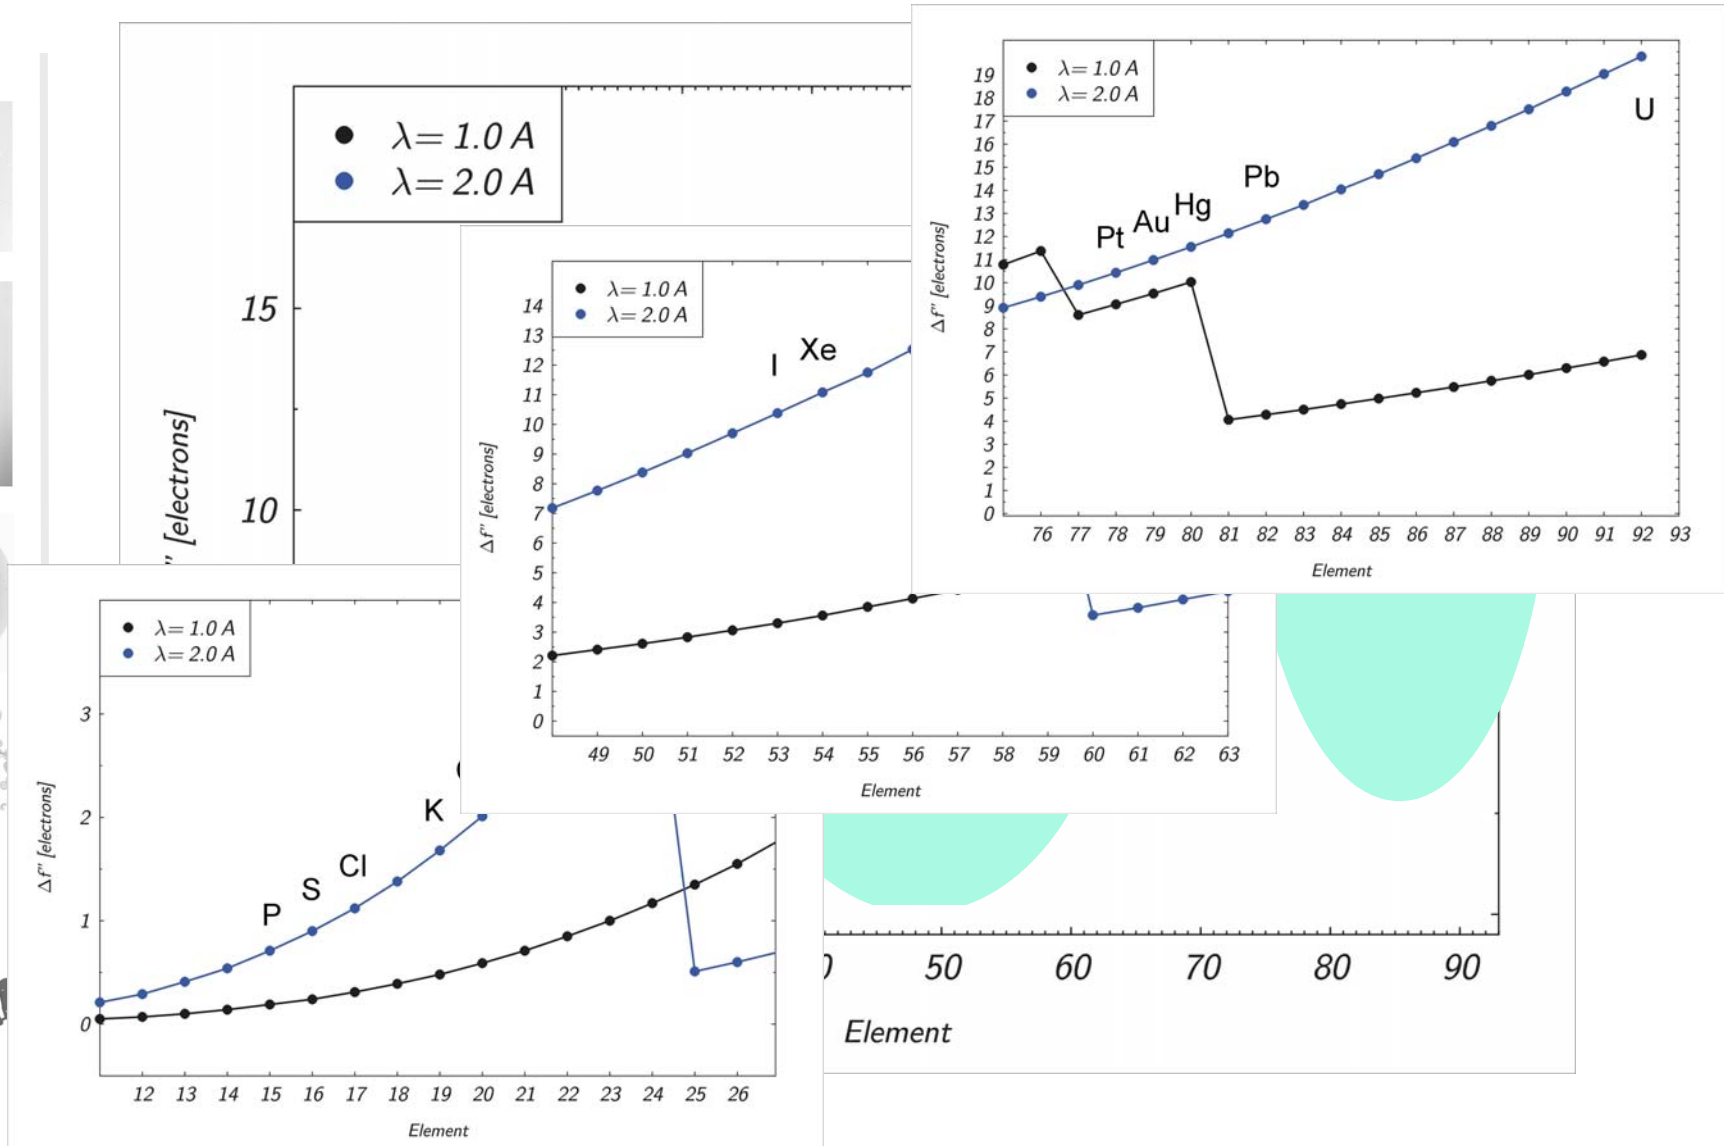 λ= 1.0 A
λ= 2.0 A
15
10
" [electrons]
50 60 70 80 90
Element
λ= 1.0 A
λ= 2.0 A
19
18
17
16
15
14
13
12
11
10
9
8
7
6
5
4
3
2
1
0
Δf" [electrons]
Pt
Au
Hg
Pb
U
76 77 78 79 80 81 82 83 84 85 86 87 88 89 90 91 92 93
Element
λ= 1.0 A
λ= 2.0 A
14
13
12
11
10
9
8
7
6
5
4
3
2
1
0
Δf" [electrons]
I
Xe
49 50 51 52 53 54 55 56 57 58 59 60 61 62 63
Element
λ= 1.0 A
λ= 2.0 A
3
2
1
0
Δf" [electrons]
P
S
Cl
K
12 13 14 15 16 17 18 19 20 21 22 23 24 25 26
Element